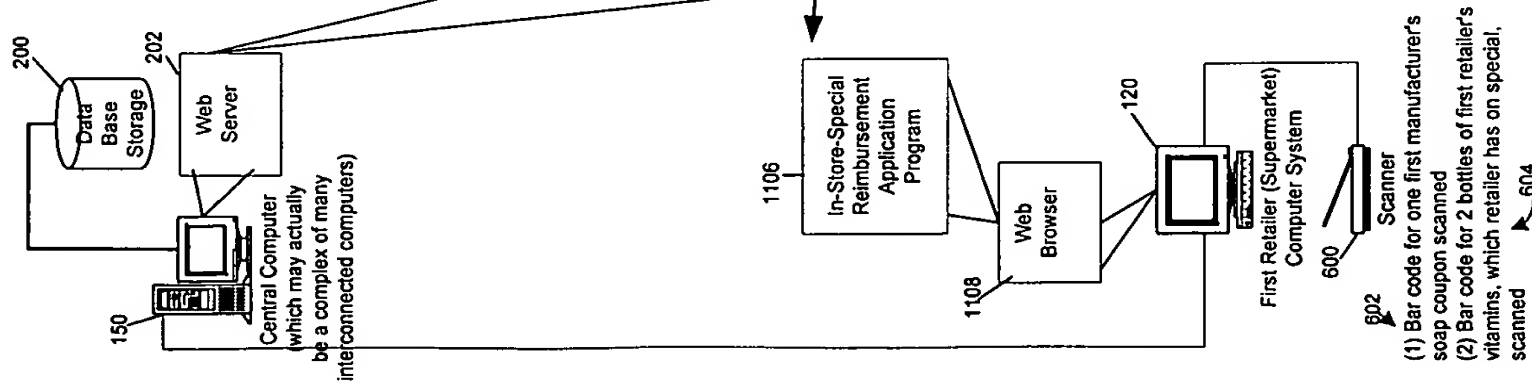 200
Data
Base
Storage
202
Web
Server
150
Central Computer
(which may actually
be a complex of many
interconnected computers)
1106
In-Store-Special
Reimbursement
Application
Program
Web
Browser
1108
120
First Retailer (Supermarket)
Computer System
600
Scanner
602
(1) Bar code for one first manufacturer's
soap coupon scanned
(2) Bar code for 2 bottles of first retailer's
vitamins, which retailer has on special,
scanned
604